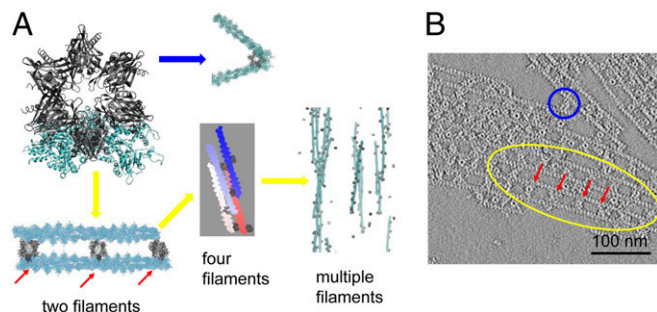 A
B
four
filaments
multiple
filaments
two filaments
100 nm